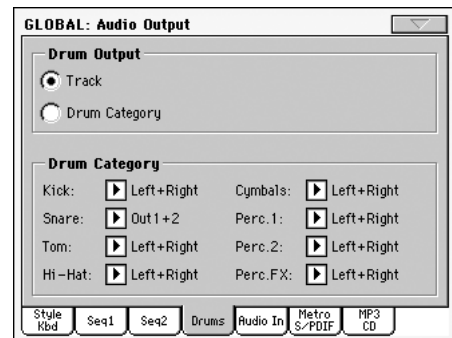 GLOBAL: Audio Output
Drum Output
Track
Drum Category
Drum Category
Kick: Left+Right Cymbals: Left+Right
Snare: Out1+2 Perc.1: Left+Right
Tom: Left+Right Perc.2: Left+Right
Hi-Hat: Left+Right Perc.FX: Left+Right
Style Kbd Seq1 Seq2 Drums Audio In Metro S/PDIF MP3 CD